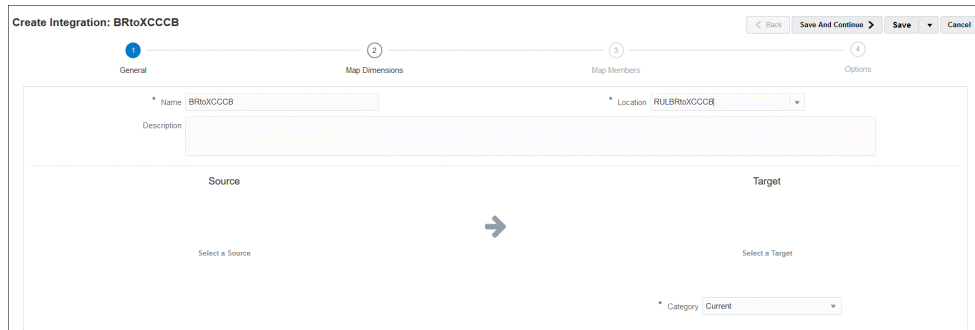 Create Integration: BRtoXCCCB
Back Save And Continue Save Cancel
1 2 3 4
General Map Dimensions Map Members Options
* Name BRtoXCCCB * Location RULBRtoXCCCB
Description
Source Target
Select a Source Select a Target
* Category Current